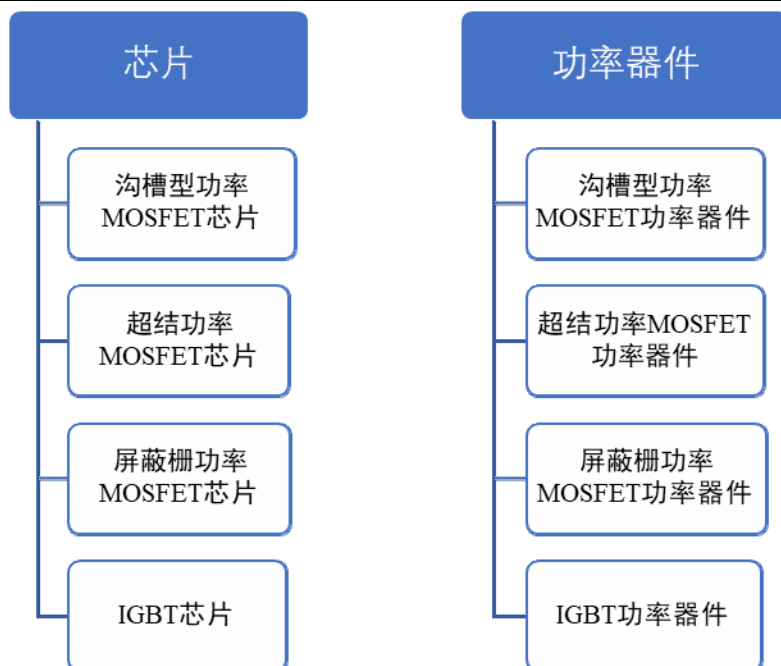 芯片
沟槽型功率
MOSFET芯片
超结功率
MOSFET芯片
屏蔽栅功率
MOSFET芯片
IGBT芯片
功率器件
沟槽型功率
MOSFET功率器件
超结功率MOSFET
功率器件
屏蔽栅功率
MOSFET功率器件
IGBT功率器件